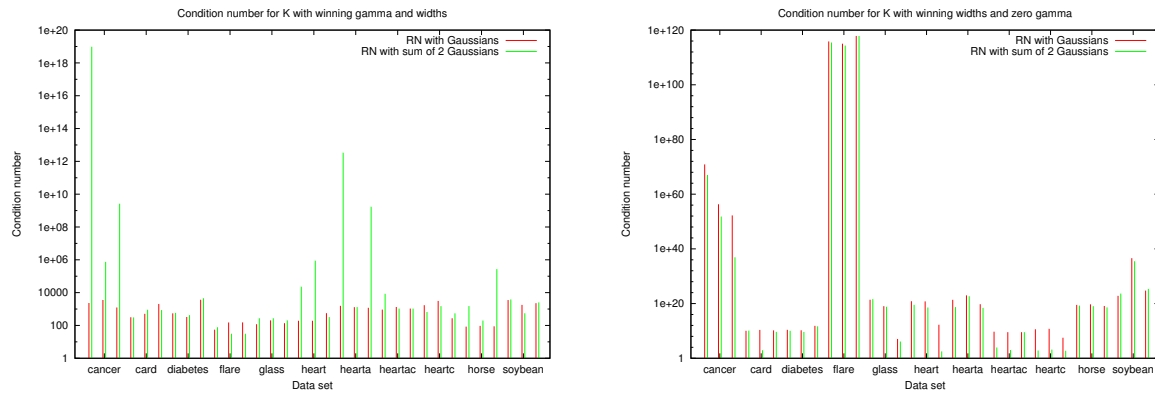 Condition number for K with winning gamma and widths
1e+20
1e+18
1e+16
1e+14
1e+12
1e+10
1e+08
1e+06
10000
100
1
Condition number
RN with Gaussians
RN with sum of 2 Gaussians
cancer card diabetes flare glass heart hearta heartac heartc horse soybean
Data set
Condition number for K with winning widths and zero gamma
1e+120
1e+100
1e+80
1e+60
1e+40
1e+20
1
Condition number
RN with Gaussians
RN with sum of 2 Gaussians
cancer card diabetes flare glass heart hearta heartac heartc horse soybean
Data set